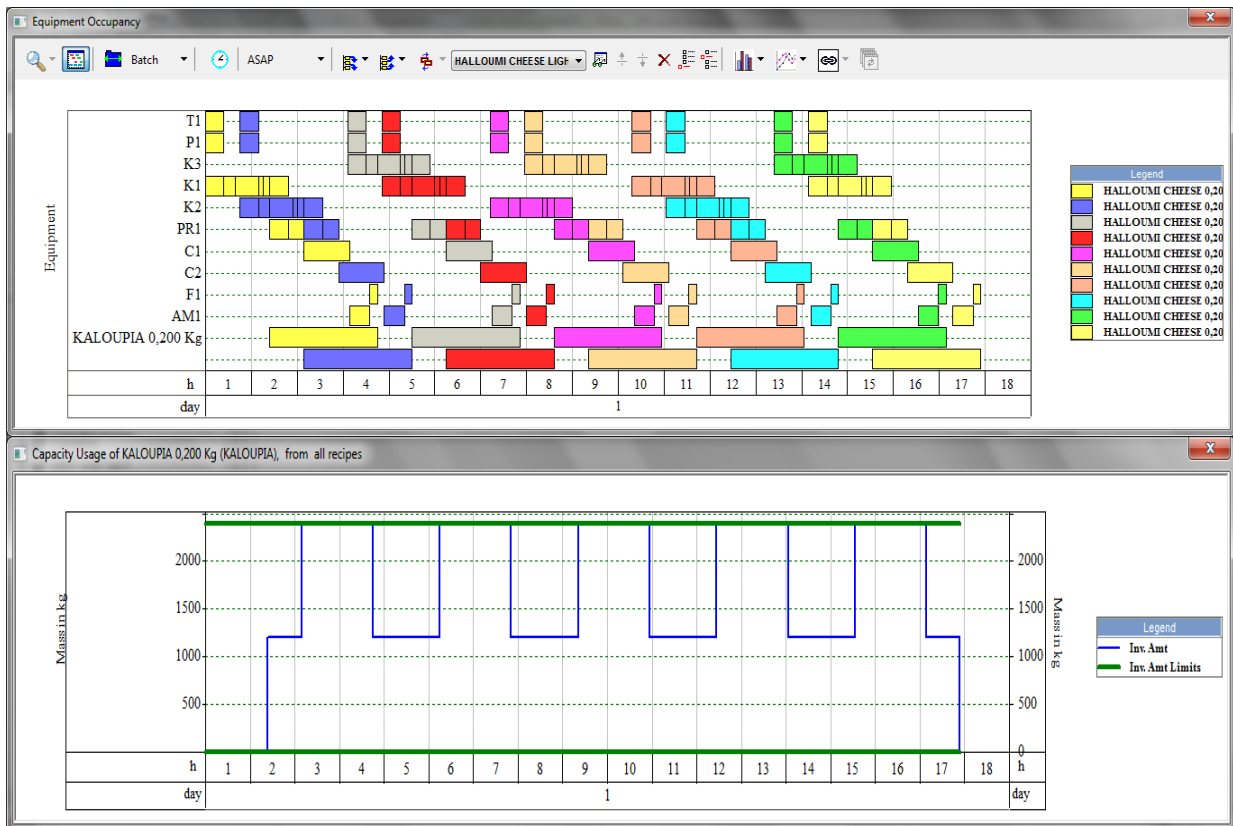 Equipment Occupancy
Batch ASAP HALLOUMI CHEESE LIGH
Equipment
T1
P1
K3
K1
K2
PR1
C1
C2
F1
AM1
KALOUPIA 0,200 Kg
h 1 2 3 4 5 6 7 8 9 10 11 12 13 14 15 16 17 18
day 1
Legend
HALLOUMI CHEESE 0,20
HALLOUMI CHEESE 0,20
HALLOUMI CHEESE 0,20
HALLOUMI CHEESE 0,20
HALLOUMI CHEESE 0,20
HALLOUMI CHEESE 0,20
HALLOUMI CHEESE 0,20
HALLOUMI CHEESE 0,20
HALLOUMI CHEESE 0,20
HALLOUMI CHEESE 0,20
Capacity Usage of KALOUPIA 0,200 Kg (KALOUPIA), from all recipes
Mass in kg
2000 2000
1500 1500
1000 1000
500 500
0
Mass in kg
h 1 2 3 4 5 6 7 8 9 10 11 12 13 14 15 16 17 18 h
day 1 day
Legend
Inv. Amt
Inv. Amt Limits